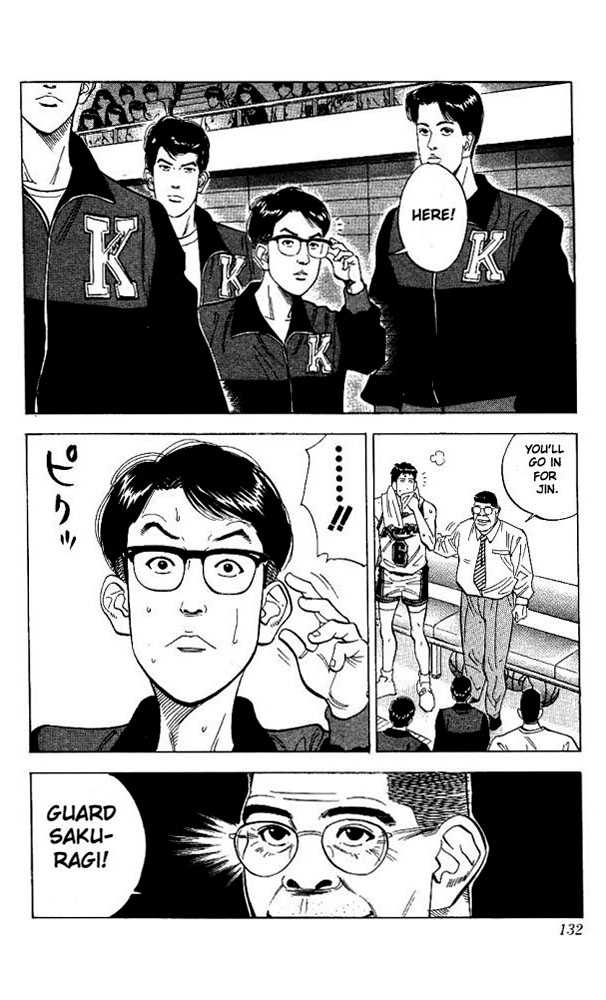 HERE!
K
K
K
K
YOU'LL
GO IN
FOR
JIN.
6
……!!
ピクッ
GUARD
SAKU-
RAGI!
132